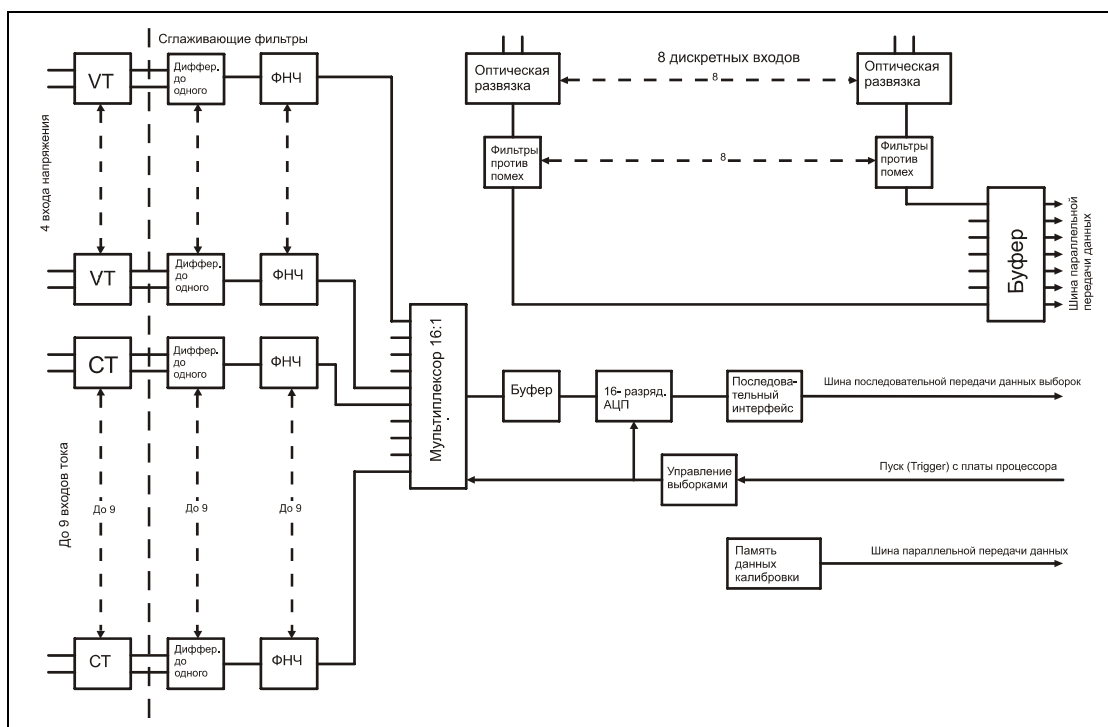 Сглаживающие фильтры
VT
Диффер.
до
одного
ФНЧ
4 входа напряжения
VT
Диффер.
до
одного
ФНЧ
CT
Диффер.
до
одного
ФНЧ
До 9 входов тока
До 9
До 9
До 9
CT
Диффер.
до
одного
ФНЧ
Мультиплексор 16:1
Буфер
16- разряд.
АЦП
Последова-
тельный
интерфейс
Шина последовательной передачи данных выборок
Управление
выборками
Пуск (Trigger) с платы процессора
Память
данных
калибровки
Шина параллельной передачи данных
Оптическая
развязка
8 дискретных входов
8
Оптическая
развязка
Фильтры
против
помех
8
Фильтры
против
помех
Буфер
Шина параллельной
передачи данных